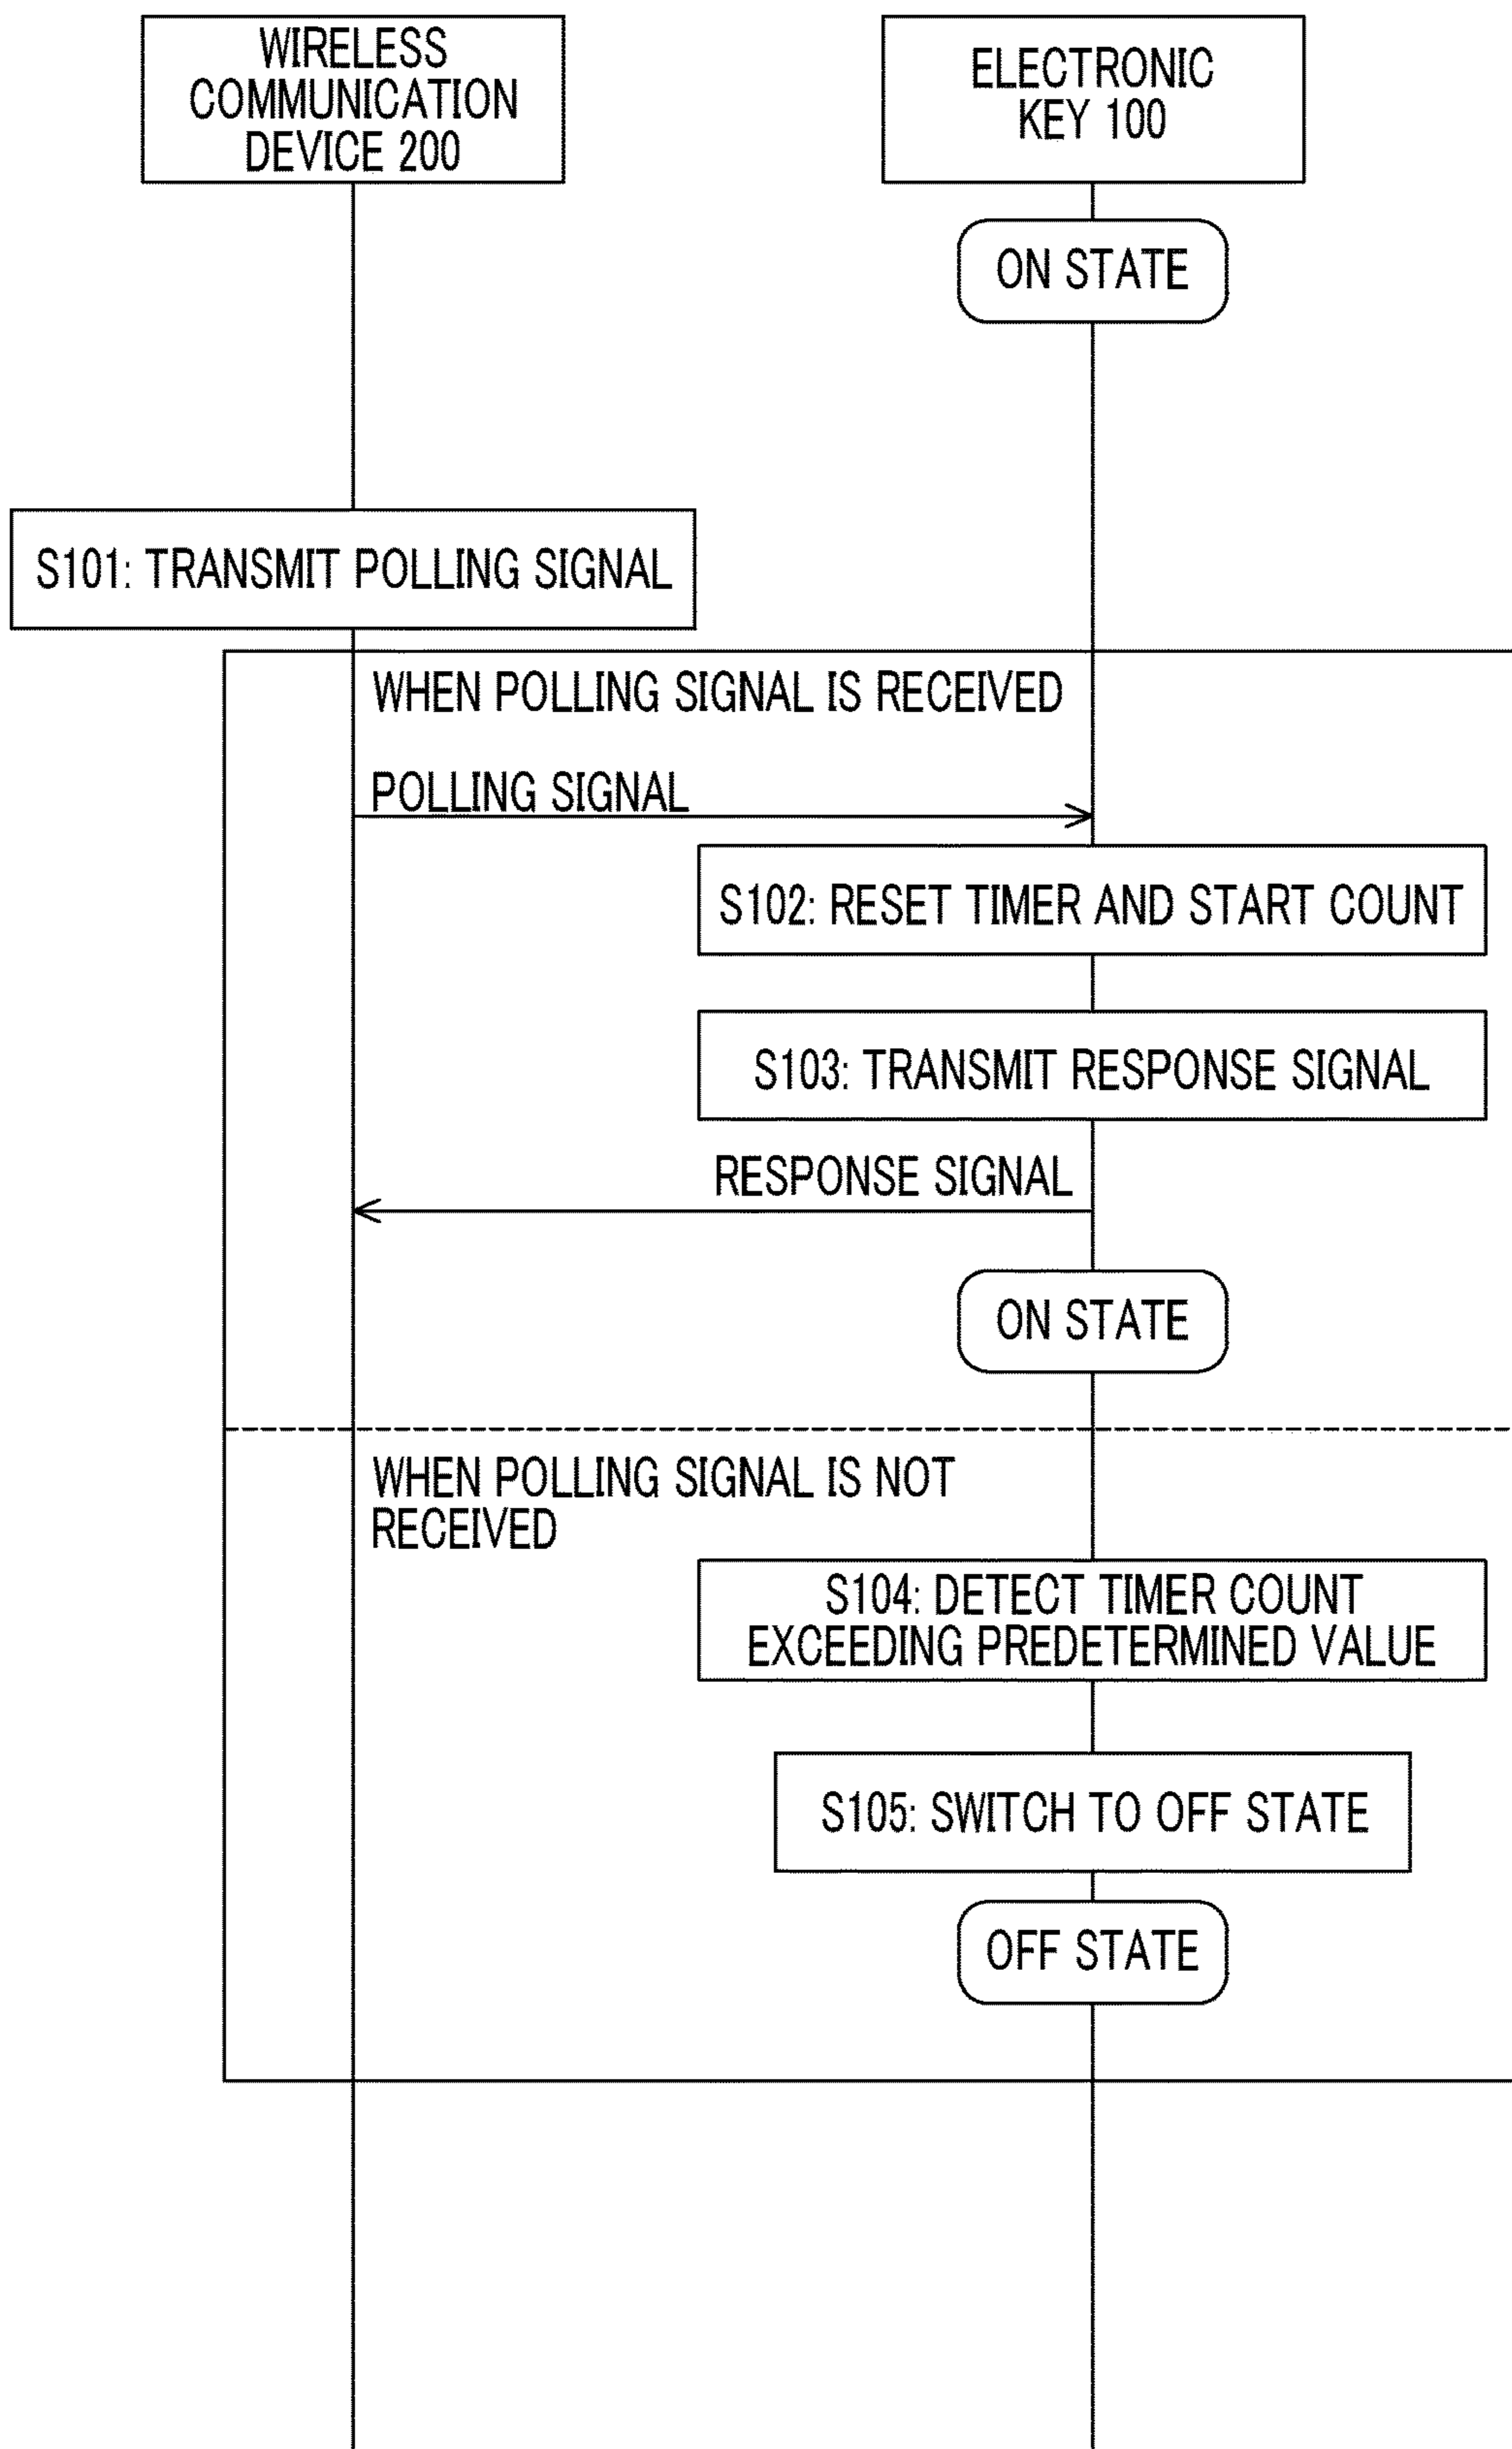 WIRELESS
COMMUNICATION
DEVICE 200
ELECTRONIC
KEY 100
ON STATE
S101: TRANSMIT POLLING SIGNAL
WHEN POLLING SIGNAL IS RECEIVED
POLLING SIGNAL
S102: RESET TIMER AND START COUNT
S103: TRANSMIT RESPONSE SIGNAL
RESPONSE SIGNAL
ON STATE
WHEN POLLING SIGNAL IS NOT
RECEIVED
S104: DETECT TIMER COUNT
EXCEEDING PREDETERMINED VALUE
S105: SWITCH TO OFF STATE
OFF STATE